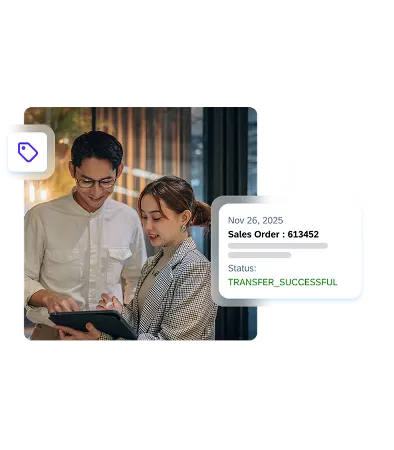 Nov 26, 2025
Sales Order : 613452
Status:
TRANSFER_SUCCESSFUL